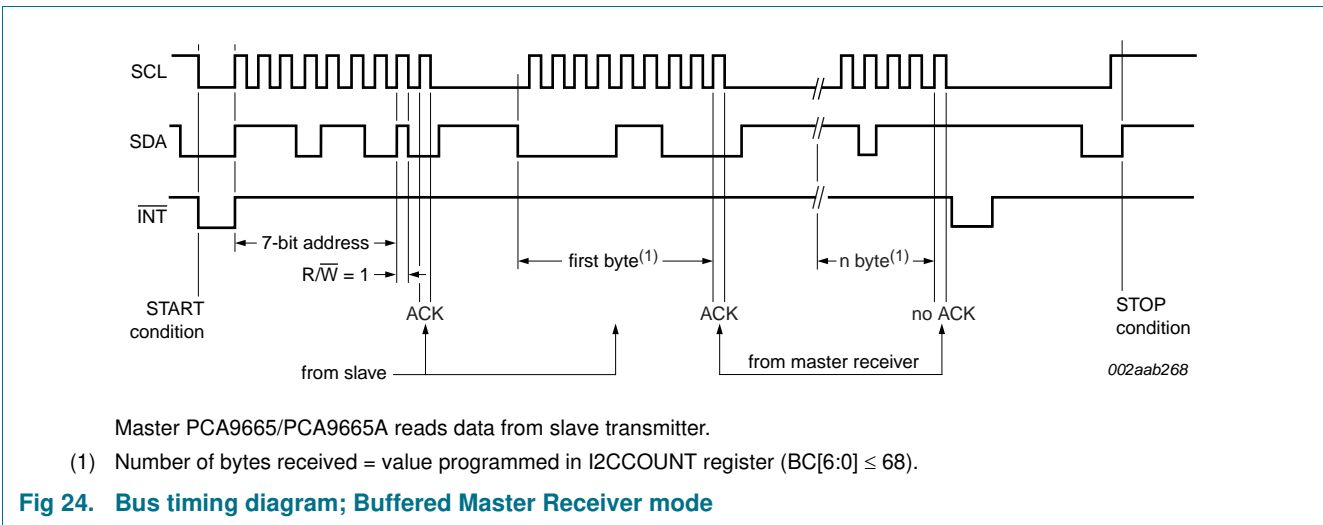 SCL
SDA
INT
7-bit address
first byte(1)
n byte(1)
R/W = 1
START
condition
ACK
ACK
no ACK
STOP
condition
from slave
from master receiver
002aab268
Master PCA9665/PCA9665A reads data from slave transmitter.
(1) Number of bytes received = value programmed in I2CCOUNT register (BC[6:0] ≤ 68).
Fig 24. Bus timing diagram; Buffered Master Receiver mode